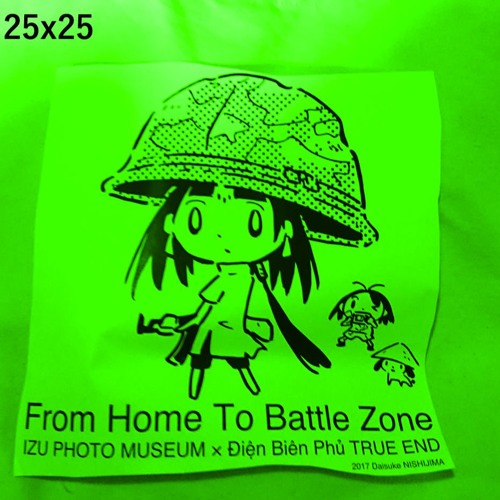 25x25
From Home To Battle Zone
IZU PHOTO MUSEUM × Điện Biên Phủ TRUE END
2017 Daisuke NISHIJIMA